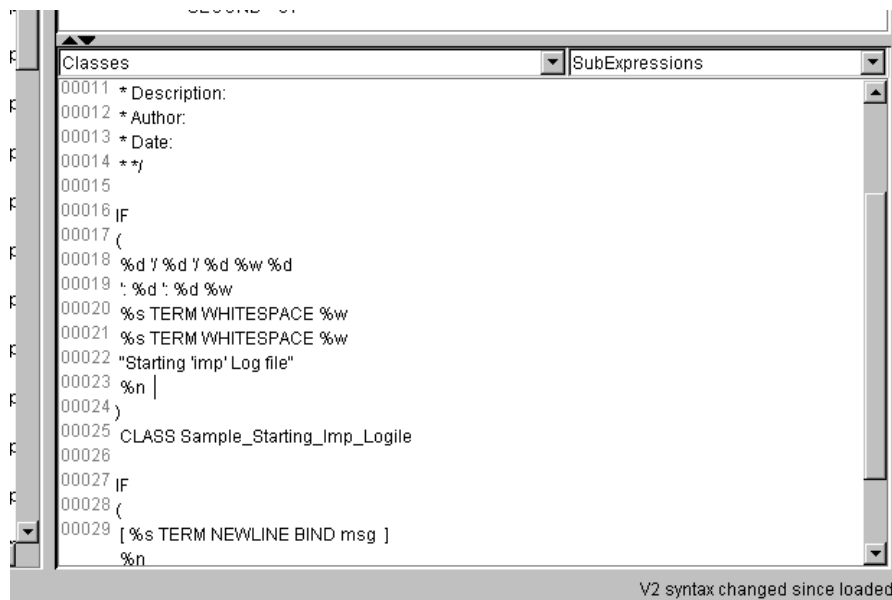 Classes SubExpressions
00011 * Description:
00012 * Author:
00013 * Date:
00014 * */
00015
00016 IF
00017 (
00018 %d '/ %d '/ %d %w %d
00019 ': %d ': %d %w
00020 %s TERM WHITESPACE %w
00021 %s TERM WHITESPACE %w
00022 "Starting 'imp' Log file"
00023 %n
00024 )
00025 CLASS Sample_Starting_Imp_Logile
00026
00027 IF
00028 (
00029 [ %s TERM NEWLINE BIND msg ]
%n
V2 syntax changed since loaded